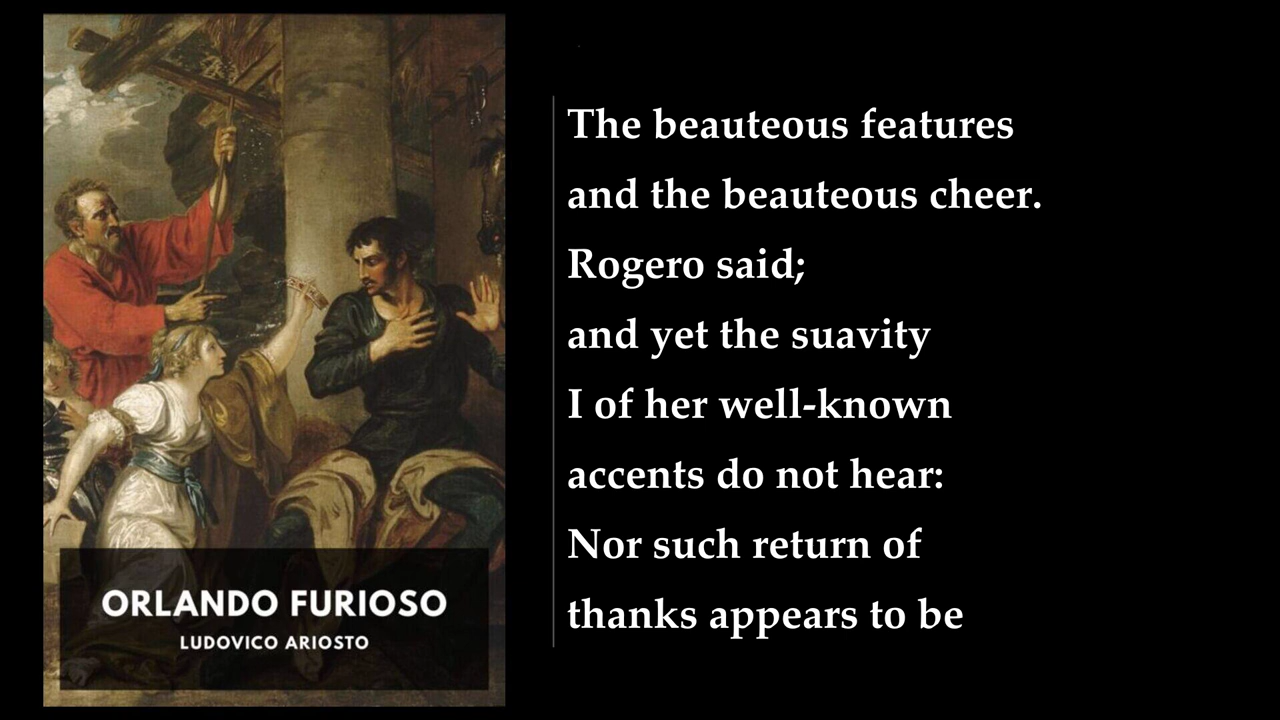 The beauteous features
and the beauteous cheer.
Rogero said;
and yet the suavity
I of her well-known
accents do not hear:
Nor such return of
thanks appears to be
ORLANDO FURIOSO
LUDOVICO ARIOSTO